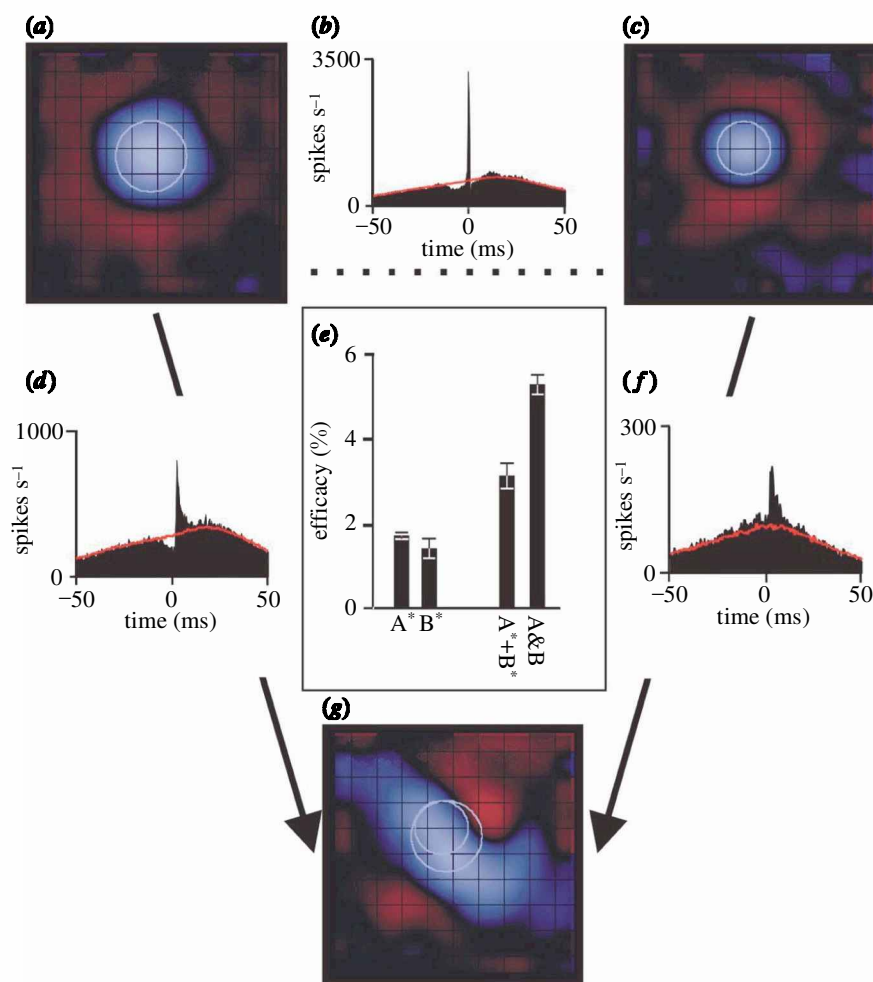 (a)
(b)
(c)
3500
spikes s⁻¹
0
−50
0
50
time (ms)
(d)
1000
spikes s⁻¹
0
−50
0
50
time (ms)
(e)
6
4
2
0
efficacy (%)
A* B*
A*+B*
A&B
(f)
300
spikes s⁻¹
0
−50
0
50
time (ms)
(g)